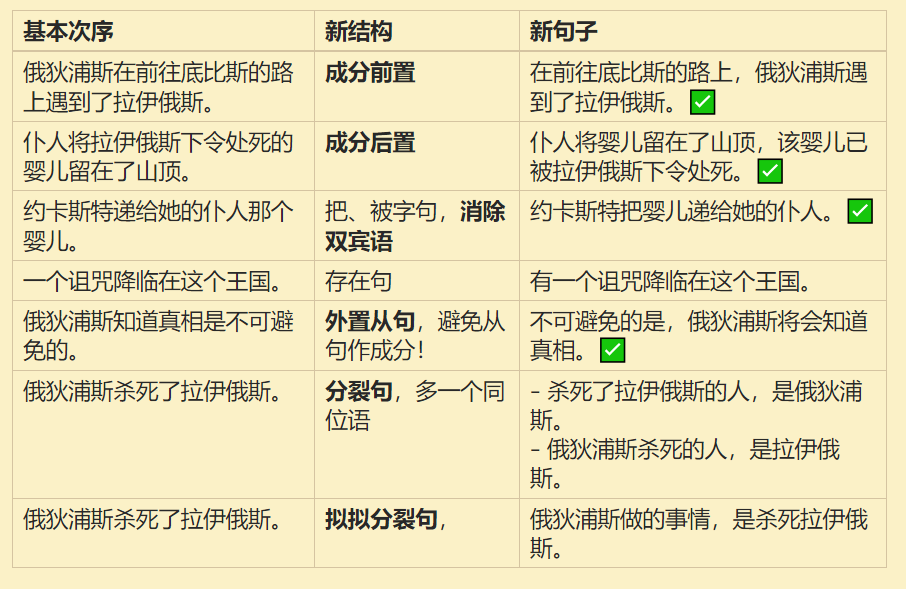 基本次序
新结构
新句子
俄狄浦斯在前往底比斯的路
上遇到了拉伊俄斯。
成分前置
在前往底比斯的路上，俄狄浦斯遇
到了拉伊俄斯。✅
仆人将拉伊俄斯下令处死的
婴儿留在了山顶。
成分后置
仆人将婴儿留在了山顶，该婴儿已
被拉伊俄斯下令处死。✅
约卡斯特递给她的仆人那个
婴儿。
把、被字句，消除
双宾语
约卡斯特把婴儿递给她的仆人。✅
一个诅咒降临在这个王国。
存在句
有一个诅咒降临在这个王国。
俄狄浦斯知道真相是不可避
免的。
外置从句，避免从
句作成分！
不可避免的是，俄狄浦斯将会知道
真相。✅
俄狄浦斯杀死了拉伊俄斯。
分裂句，多一个同
位语
- 杀死了拉伊俄斯的人，是俄狄浦
斯。
- 俄狄浦斯杀死的人，是拉伊俄
斯。
俄狄浦斯杀死了拉伊俄斯。
拟拟分裂句，
俄狄浦斯做的事情，是杀死拉伊俄
斯。